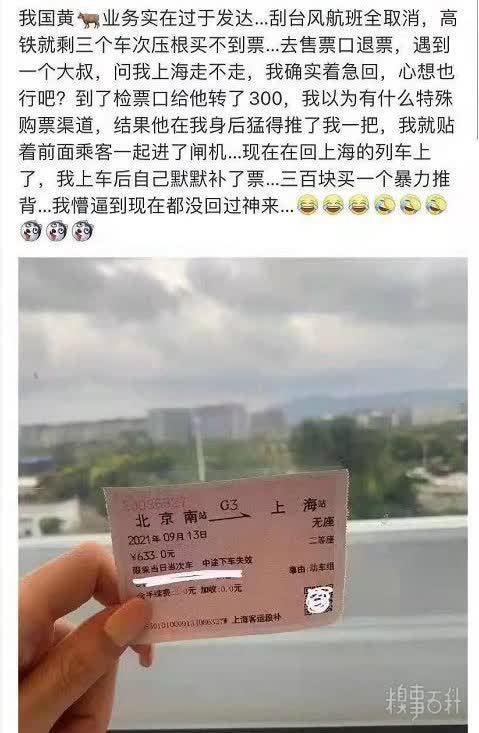 我国黄🐂业务实在过于发达...刮台风航班全取消，高
铁就剩三个车次压根买不到票...去售票口退票，遇到
一个大叔，问我上海走不走，我确实着急回，心想也
行吧？到了检票口给他转了300，我以为有什么特殊
购票渠道，结果他在我身后猛得推了我一把，我就贴
着前面乘客一起进了闸机...现在在回上海的列车上
了，我上车后自己默默补了票...三百块买一个暴力推
背...我懵逼到现在都没回过神来...😂😂😂🤣🤣🤣
北京南站 G3 上海站
2021年09月13日 无座
¥633.0元 二等座
限乘当日当次车 中途下车失效
事由:动车组
加收:0.0元
上海客运段补
糗事百科